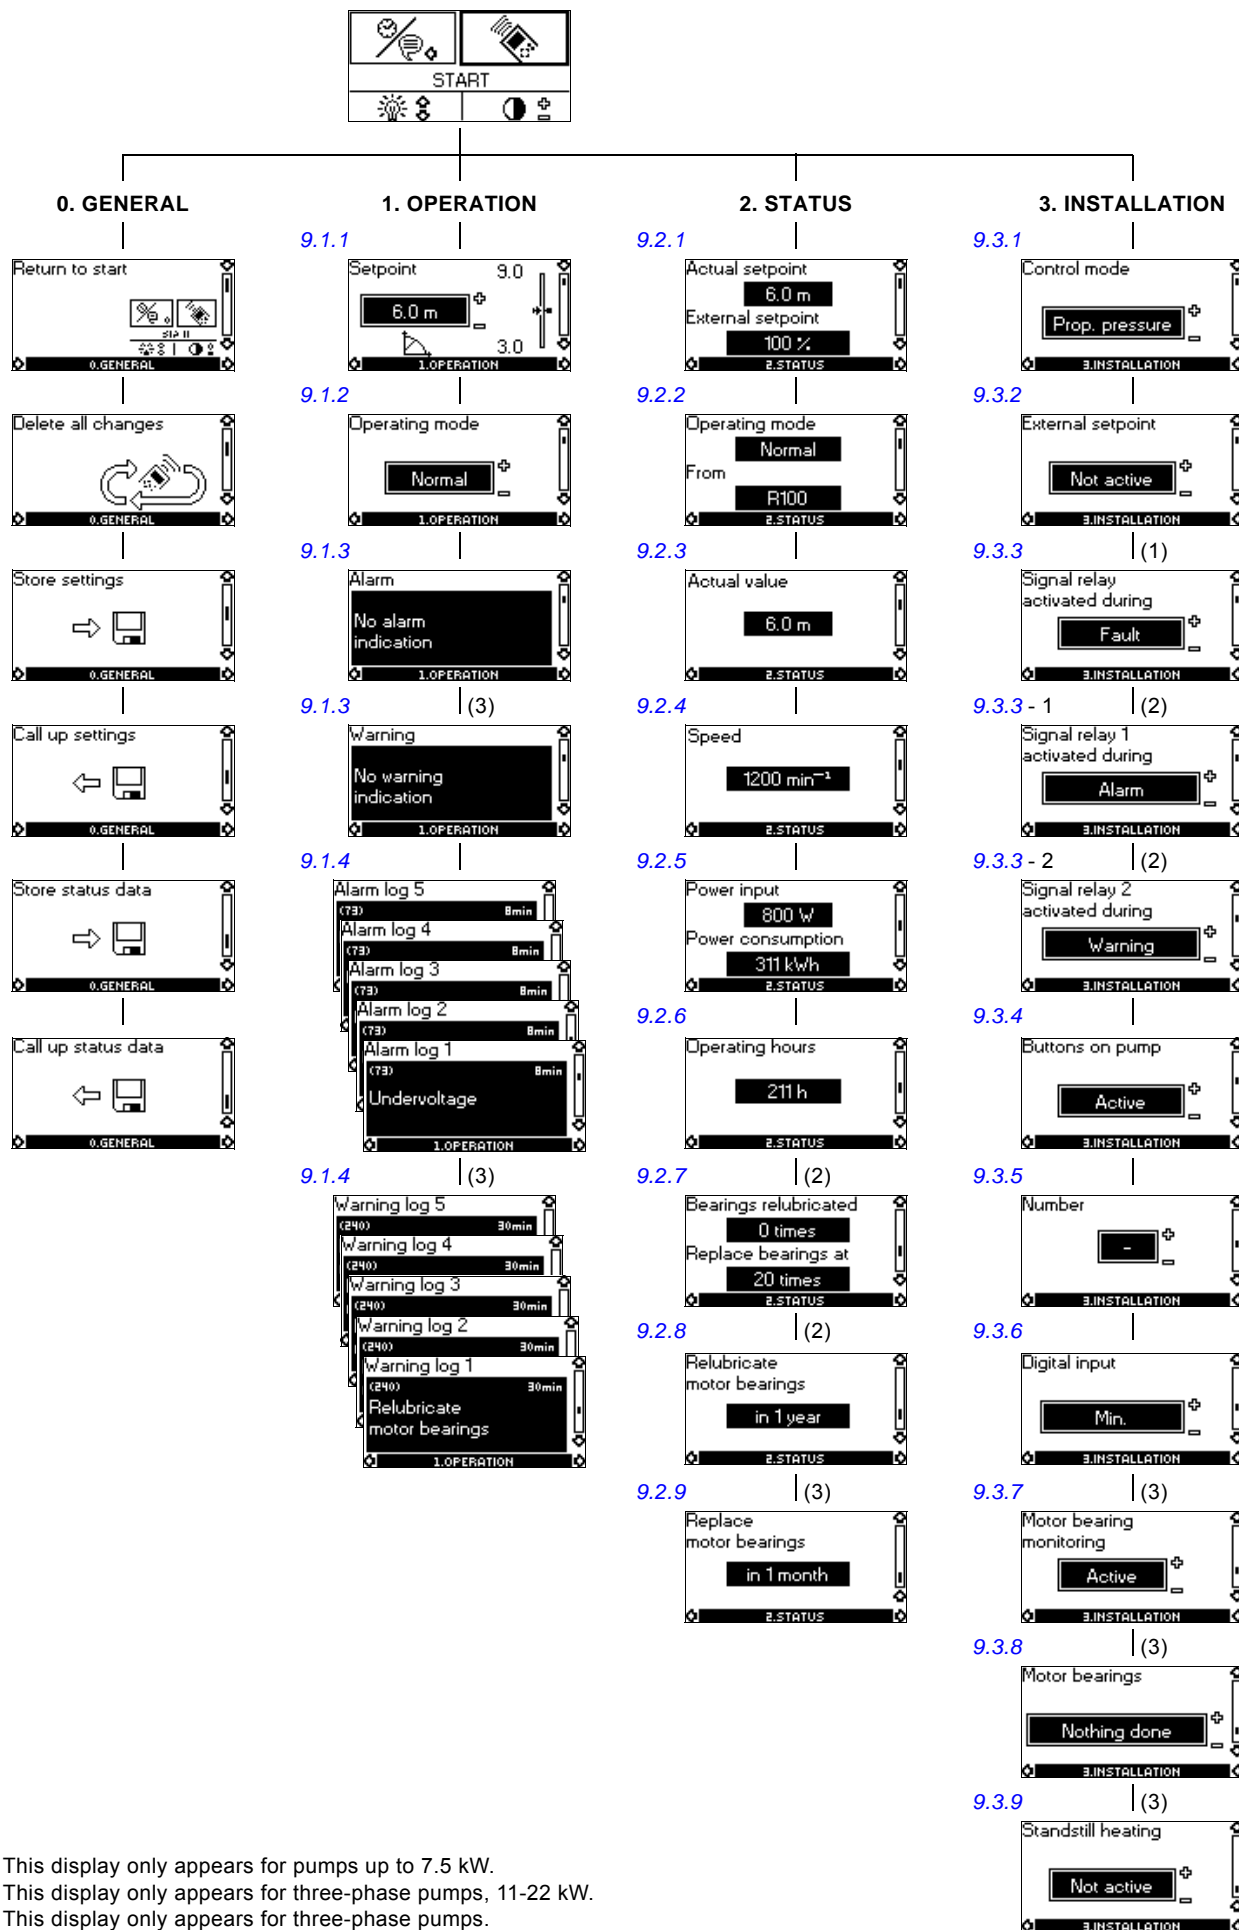 START
0. GENERAL
Return to start
START
0.GENERAL
Delete all changes
0.GENERAL
Store settings
0.GENERAL
Call up settings
0.GENERAL
Store status data
0.GENERAL
Call up status data
0.GENERAL
1. OPERATION
9.1.1
Setpoint
9.0
6.0 m
3.0
1.OPERATION
9.1.2
Operating mode
Normal
1.OPERATION
9.1.3
Alarm
No alarm
indication
1.OPERATION
9.1.3
(3)
Warning
No warning
indication
1.OPERATION
9.1.4
Alarm log 5
(73) 8min
Alarm log 4
(73) 8min
Alarm log 3
(73) 8min
Alarm log 2
(73) 8min
Alarm log 1
(73) 8min
Undervoltage
1.OPERATION
9.1.4
(3)
Warning log 5
(240) 30min
Warning log 4
(240) 30min
Warning log 3
(240) 30min
Warning log 2
(240) 30min
Warning log 1
(240) 30min
Relubricate
motor bearings
1.OPERATION
2. STATUS
9.2.1
Actual setpoint
6.0 m
External setpoint
100 %
2.STATUS
9.2.2
Operating mode
Normal
From
R100
2.STATUS
9.2.3
Actual value
6.0 m
2.STATUS
9.2.4
Speed
1200 min⁻¹
2.STATUS
9.2.5
Power input
800 W
Power consumption
311 kWh
2.STATUS
9.2.6
Operating hours
211 h
2.STATUS
9.2.7
(2)
Bearings relubricated
0 times
Replace bearings at
20 times
2.STATUS
9.2.8
(2)
Relubricate
motor bearings
in 1 year
2.STATUS
9.2.9
(3)
Replace
motor bearings
in 1 month
2.STATUS
3. INSTALLATION
9.3.1
Control mode
Prop. pressure
3.INSTALLATION
9.3.2
External setpoint
Not active
3.INSTALLATION
9.3.3
(1)
Signal relay
activated during
Fault
3.INSTALLATION
9.3.3 - 1
(2)
Signal relay 1
activated during
Alarm
3.INSTALLATION
9.3.3 - 2
(2)
Signal relay 2
activated during
Warning
3.INSTALLATION
9.3.4
Buttons on pump
Active
3.INSTALLATION
9.3.5
Number
-
3.INSTALLATION
9.3.6
Digital input
Min.
3.INSTALLATION
9.3.7
(3)
Motor bearing
monitoring
Active
3.INSTALLATION
9.3.8
(3)
Motor bearings
Nothing done
3.INSTALLATION
9.3.9
(3)
Standstill heating
Not active
3.INSTALLATION
This display only appears for pumps up to 7.5 kW.
This display only appears for three-phase pumps, 11-22 kW.
This display only appears for three-phase pumps.